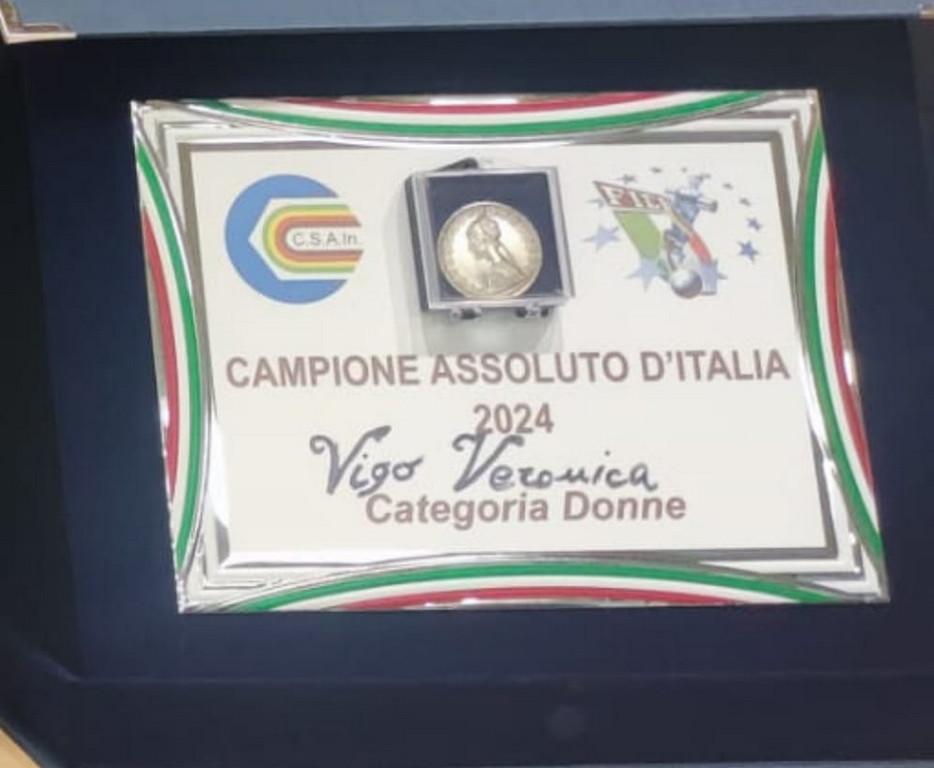 C.S.A.In.
CAMPIONE ASSOLUTO D'ITALIA
2024
Vigo Veronica
Categoria Donne